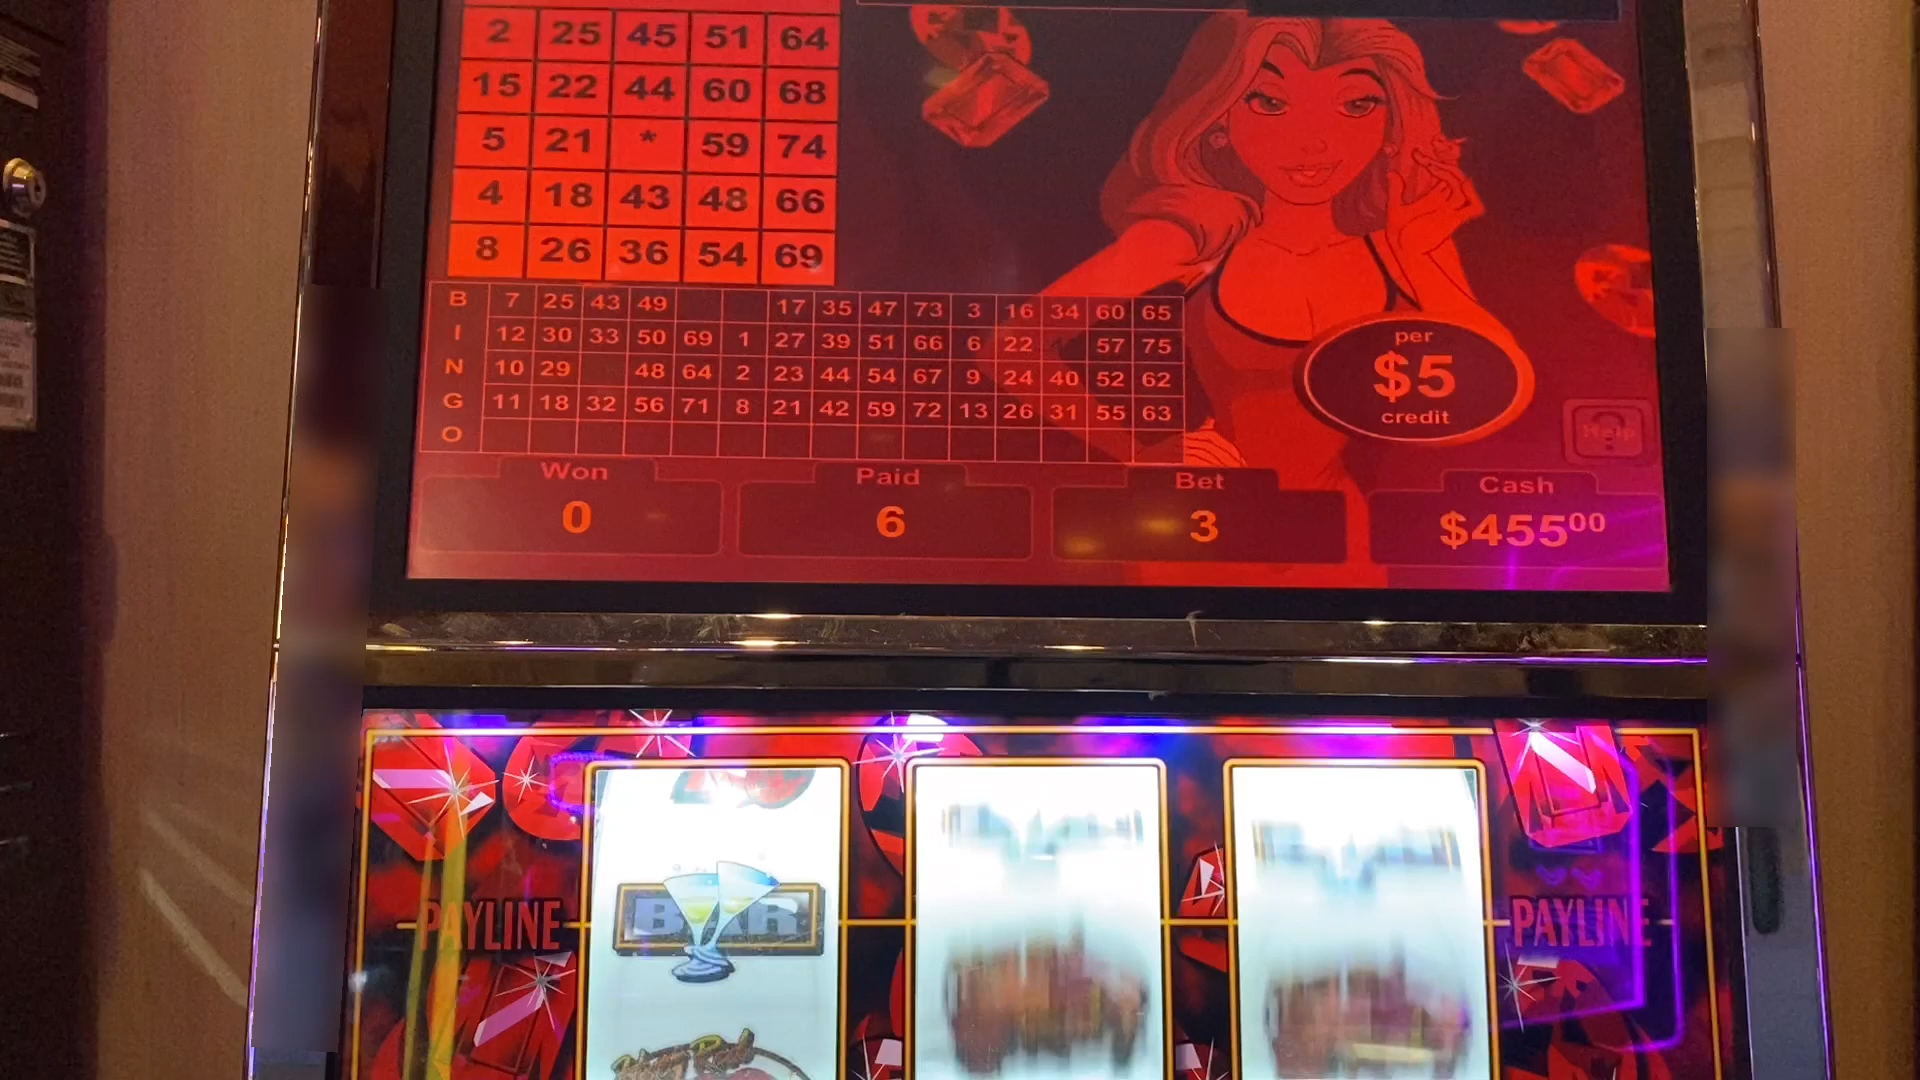 2 25 45 51 64
15 22 44 60 68
5 21 * 59 74
4 18 43 48 66
8 26 36 54 69
B 7 25 43 49 17 35 47 73 3 16 34 60 65
I 12 30 33 50 69 1 27 39 51 66 6 22 57 75
N 10 29 48 64 2 23 44 54 67 9 24 40 52 62
G 11 18 32 56 71 8 21 42 59 72 13 26 31 55 63
O
per
$5
credit
Help
Won Paid Bet Cash
0 6 3 $45500
BAR
PAYLINE PAYLINE